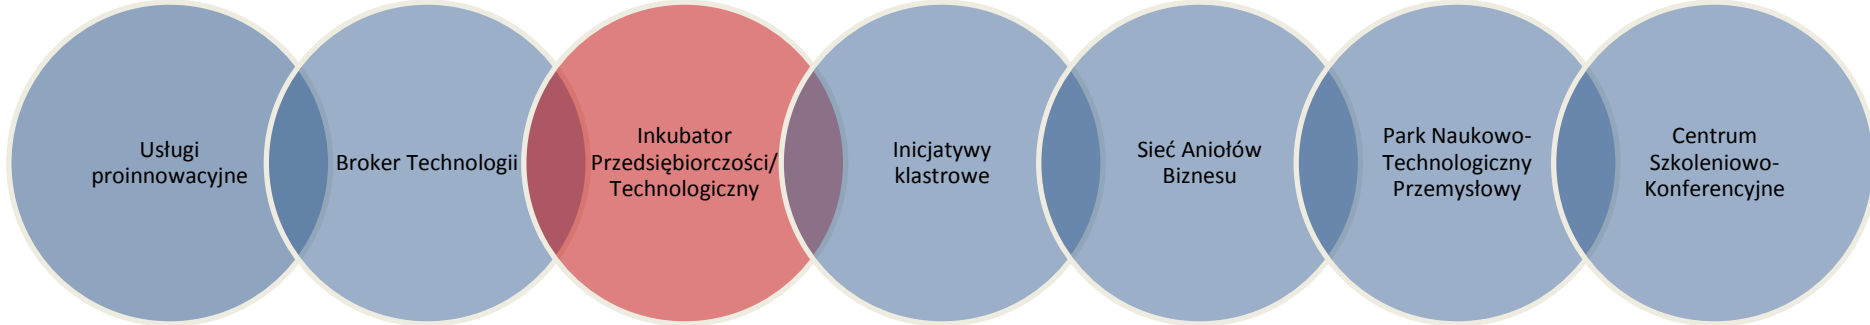 Usługi
proinnowacyjne
Broker Technologii
Inkubator
Przedsiębiorczości/
Technologiczny
Inicjatywy
klastrowe
Sieć Aniołów
Biznesu
Park Naukowo-
Technologiczny
Przemysłowy
Centrum
Szkoleniowo-
Konferencyjne